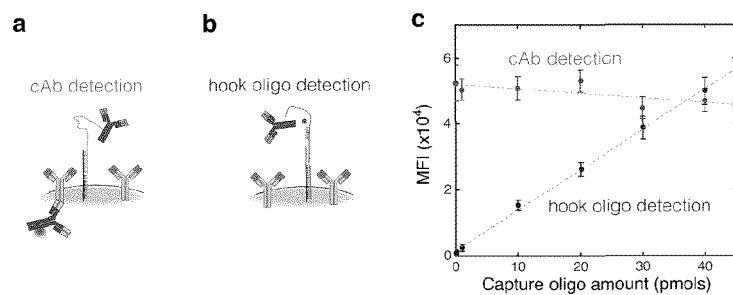 a
b
c
cAb detection
hook oligo detection
MFI (x10⁴)
6
4
2
0
cAb detection
hook oligo detection
0
10
20
30
40
Capture oligo amount (pmols)